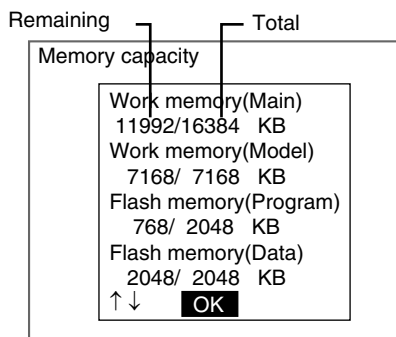 Remaining Total
Memory capacity
Work memory(Main)
11992/16384 KB
Work memory(Model)
7168/ 7168 KB
Flash memory(Program)
768/ 2048 KB
Flash memory(Data)
2048/ 2048 KB
↑↓ OK